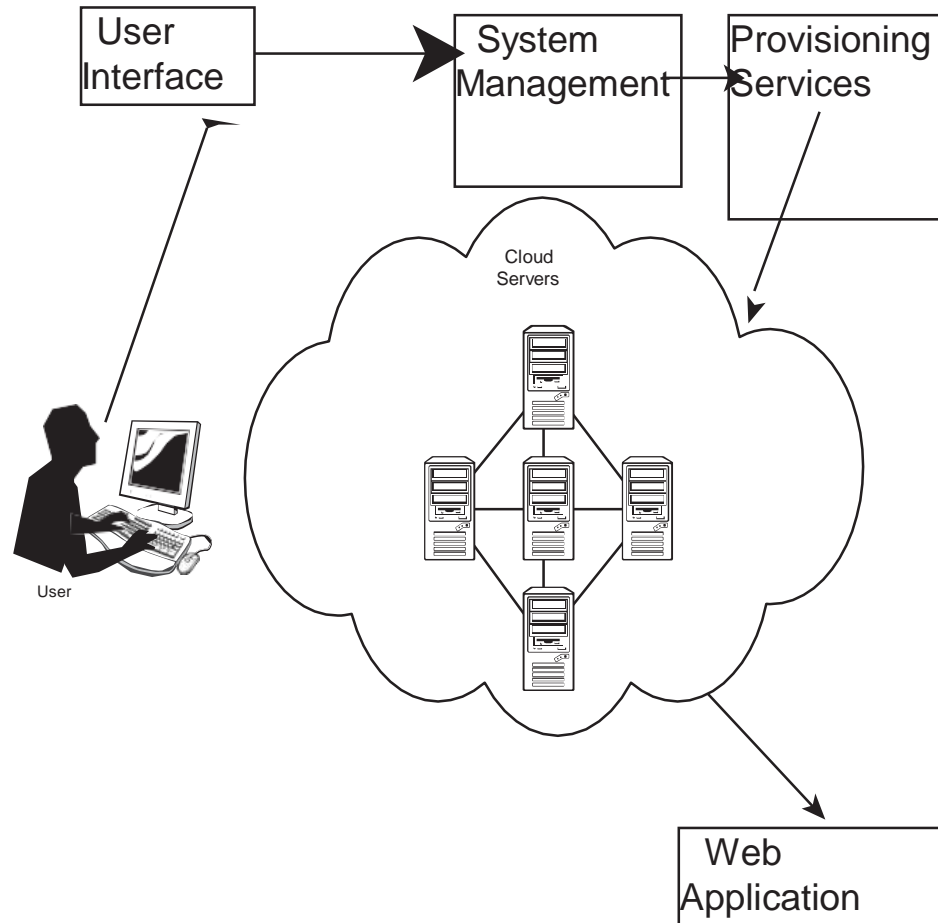 User
Interface
System
Management
Provisioning
Services
Cloud
Servers
User
Web
Application